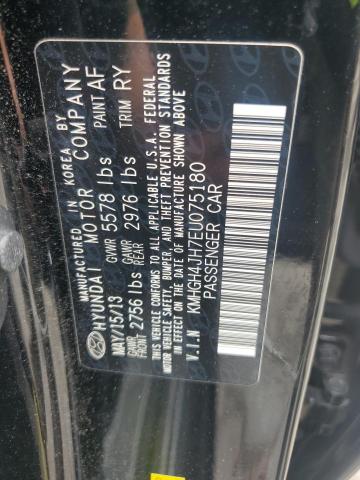 MANUFACTURED IN KOREA BY
HYUNDAI MOTOR COMPANY
MAY/15/13 GVWR 5578 lbs PAINT AF
GAWR FRONT 2756 lbs GAWR REAR 2976 lbs TRIM RY
THIS VEHICLE CONFORMS TO ALL APPLICABLE U.S.A. FEDERAL
MOTOR VEHICLE SAFETY, BUMPER, AND THEFT PREVENTION STANDARDS
IN EFFECT ON THE DATE OF MANUFACTURE SHOWN ABOVE.
V.I.N KMHGH4JH7EU075180
PASSENGER CAR